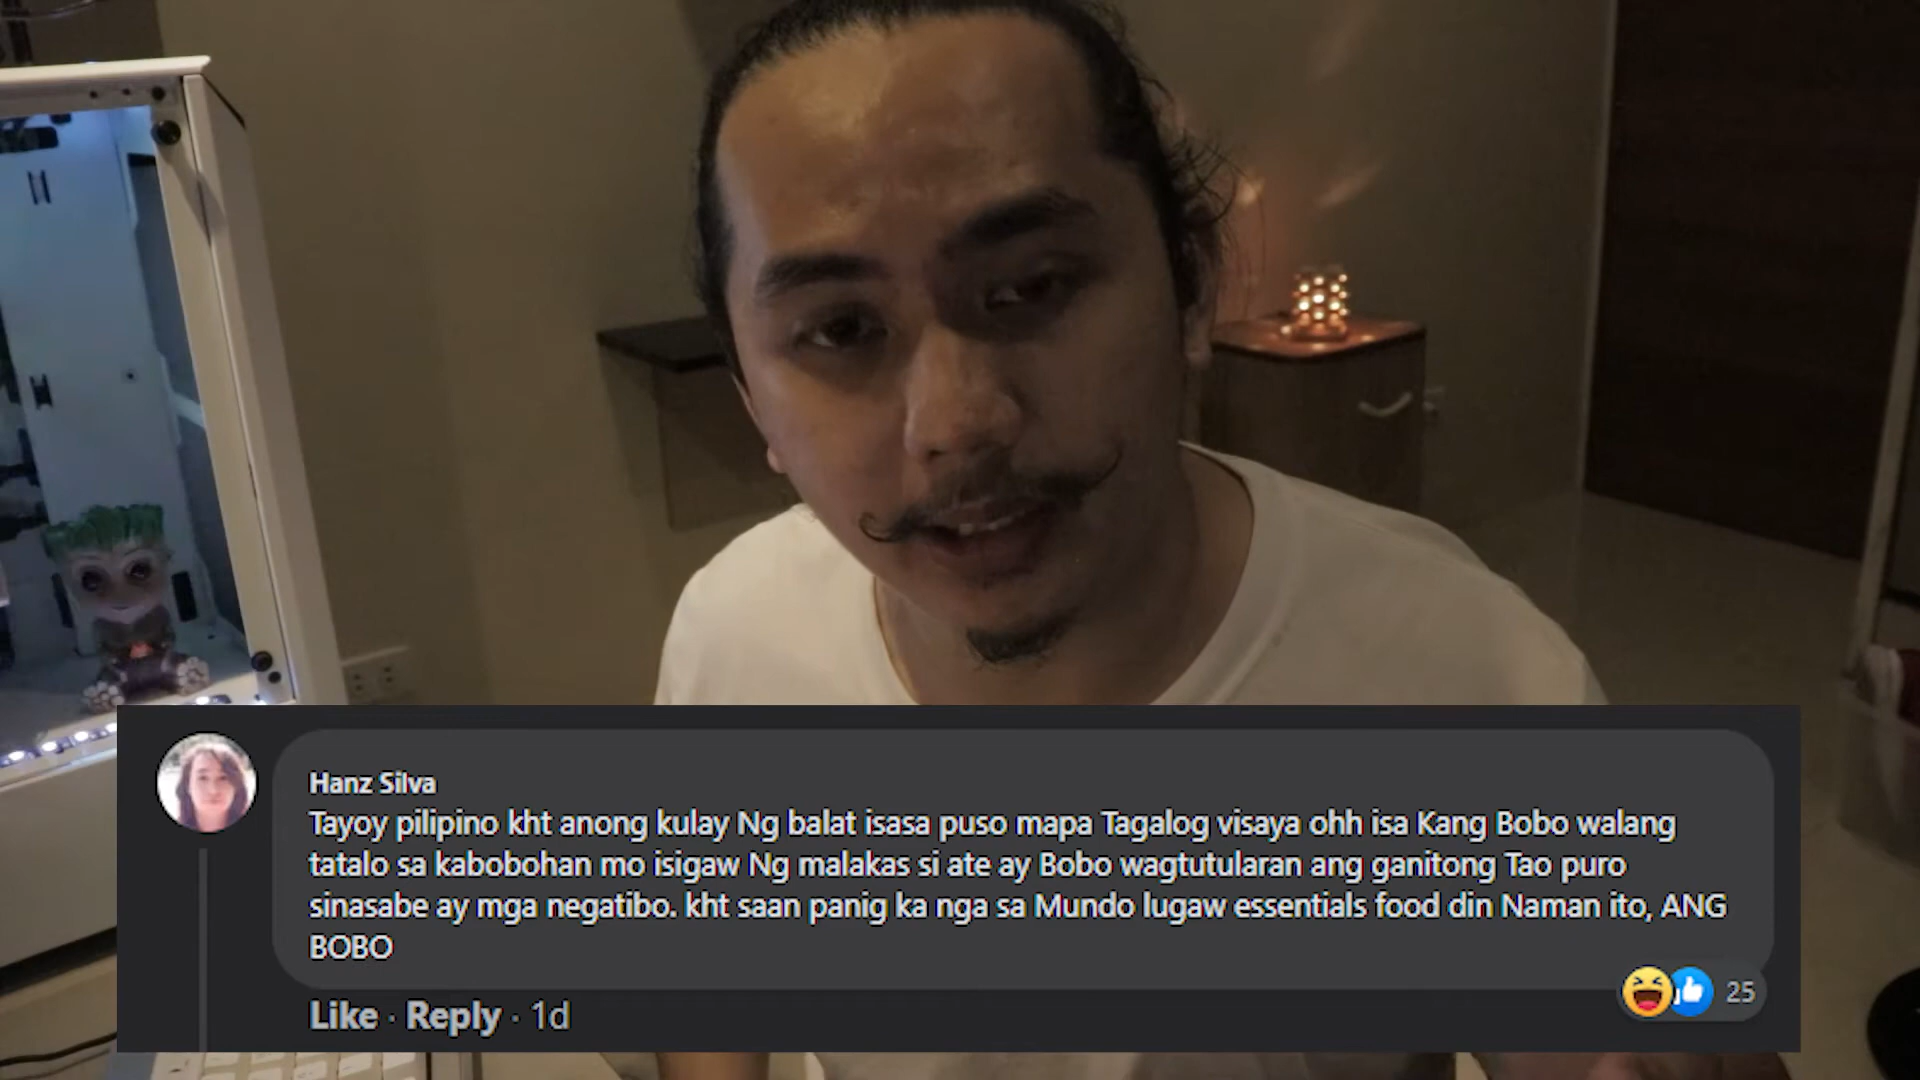 Hanz Silva
Tayoy pilipino kht anong kulay Ng balat isasa puso mapa Tagalog visaya ohh isa Kang Bobo walang
tatalo sa kabobohan mo isigaw Ng malakas si ate ay Bobo wagtutularan ang ganitong Tao puro
sinasabe ay mga negatibo. kht saan panig ka nga sa Mundo lugaw essentials food din Naman ito, ANG
BOBO
Like · Reply · 1d
25